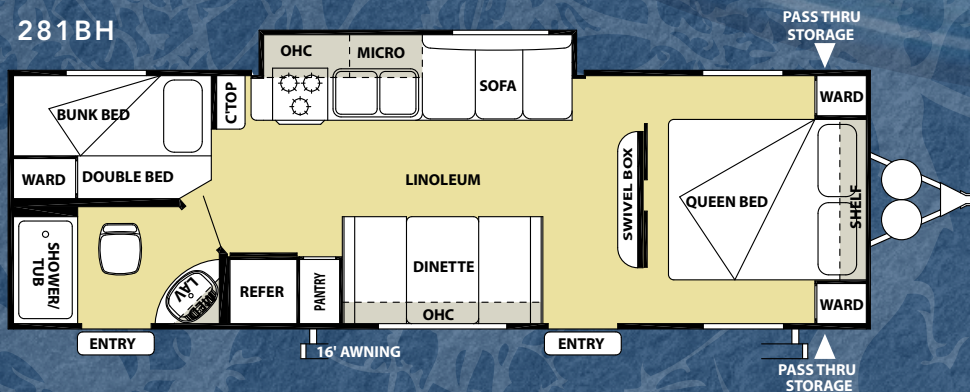 281BH
PASS THRU
STORAGE
OHC
MICRO
SOFA
C'TOP
WARD
BUNK BED
WARD
DOUBLE BED
LINOLEUM
SWIVEL BOX
QUEEN BED
SHELF
SHOWER/
TUB
LAV
REFER
PANTRY
DINETTE
OHC
WARD
ENTRY
16' AWNING
ENTRY
PASS THRU
STORAGE